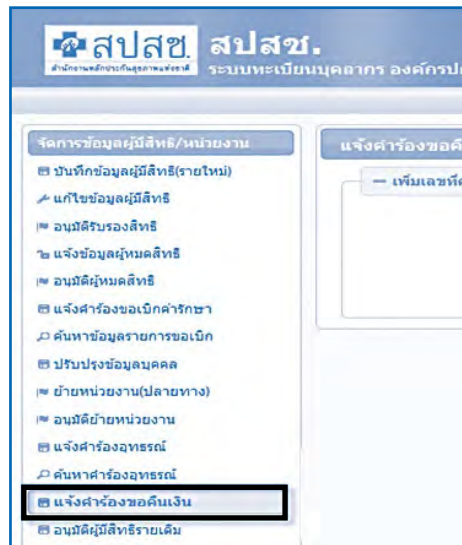 สปสช.
สำนักงานหลักประกันสุขภาพแห่งชาติ
สปสช.
ระบบทะเบียนบุคลากร องค์กรป
จัดการข้อมูลผู้มีสิทธิ/หน่วยงาน
บันทึกข้อมูลผู้มีสิทธิ(รายใหม่)
แก้ไขข้อมูลผู้มีสิทธิ
อนุมัติรับรองสิทธิ
แจ้งข้อมูลผู้หมดสิทธิ
อนุมัติผู้หมดสิทธิ
แจ้งคำร้องขอเบิกค่ารักษา
ค้นหาข้อมูลรายการขอเบิก
ปรับปรุงข้อมูลบุคคล
ย้ายหน่วยงาน(ปลายทาง)
อนุมัติย้ายหน่วยงาน
แจ้งคำร้องอุทธรณ์
ค้นหาคำร้องอุทธรณ์
แจ้งคำร้องขอคืนเงิน
อนุมัติผู้มีสิทธิรายเดิม
แจ้งคำร้องขอคื
เพิ่มเลขที่